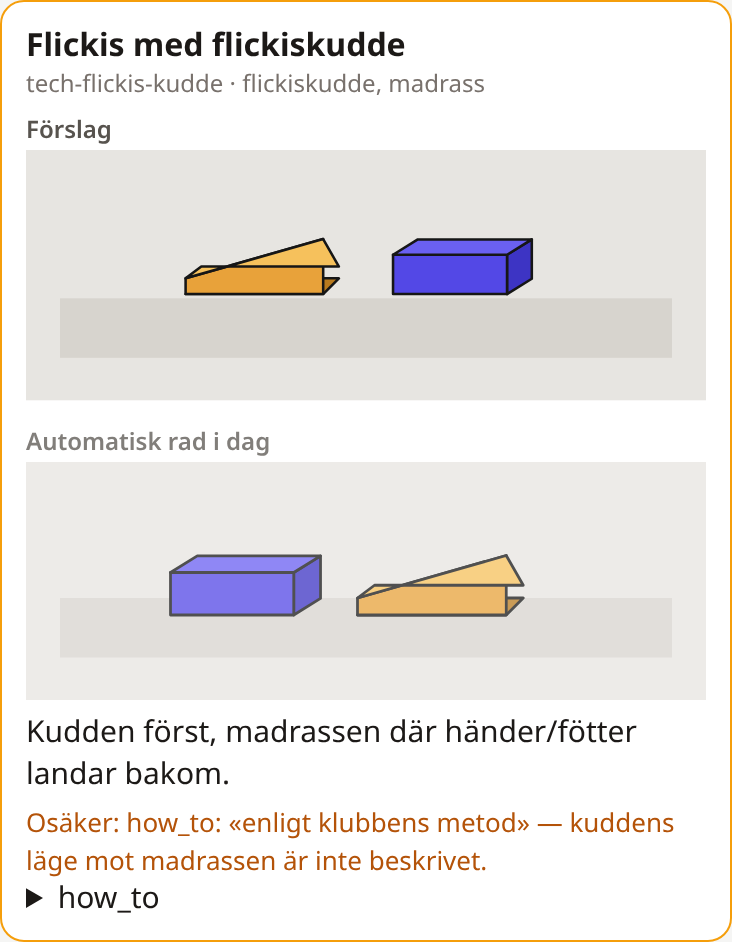 Flickis med flickiskudde
tech-flickis-kudde · flickiskudde, madrass
Förslag
Automatisk rad i dag
Kudden först, madrassen där händer/fötter
landar bakom.
Osäker: how_to: «enligt klubbens metod» — kuddens
läge mot madrassen är inte beskrivet.
how_to